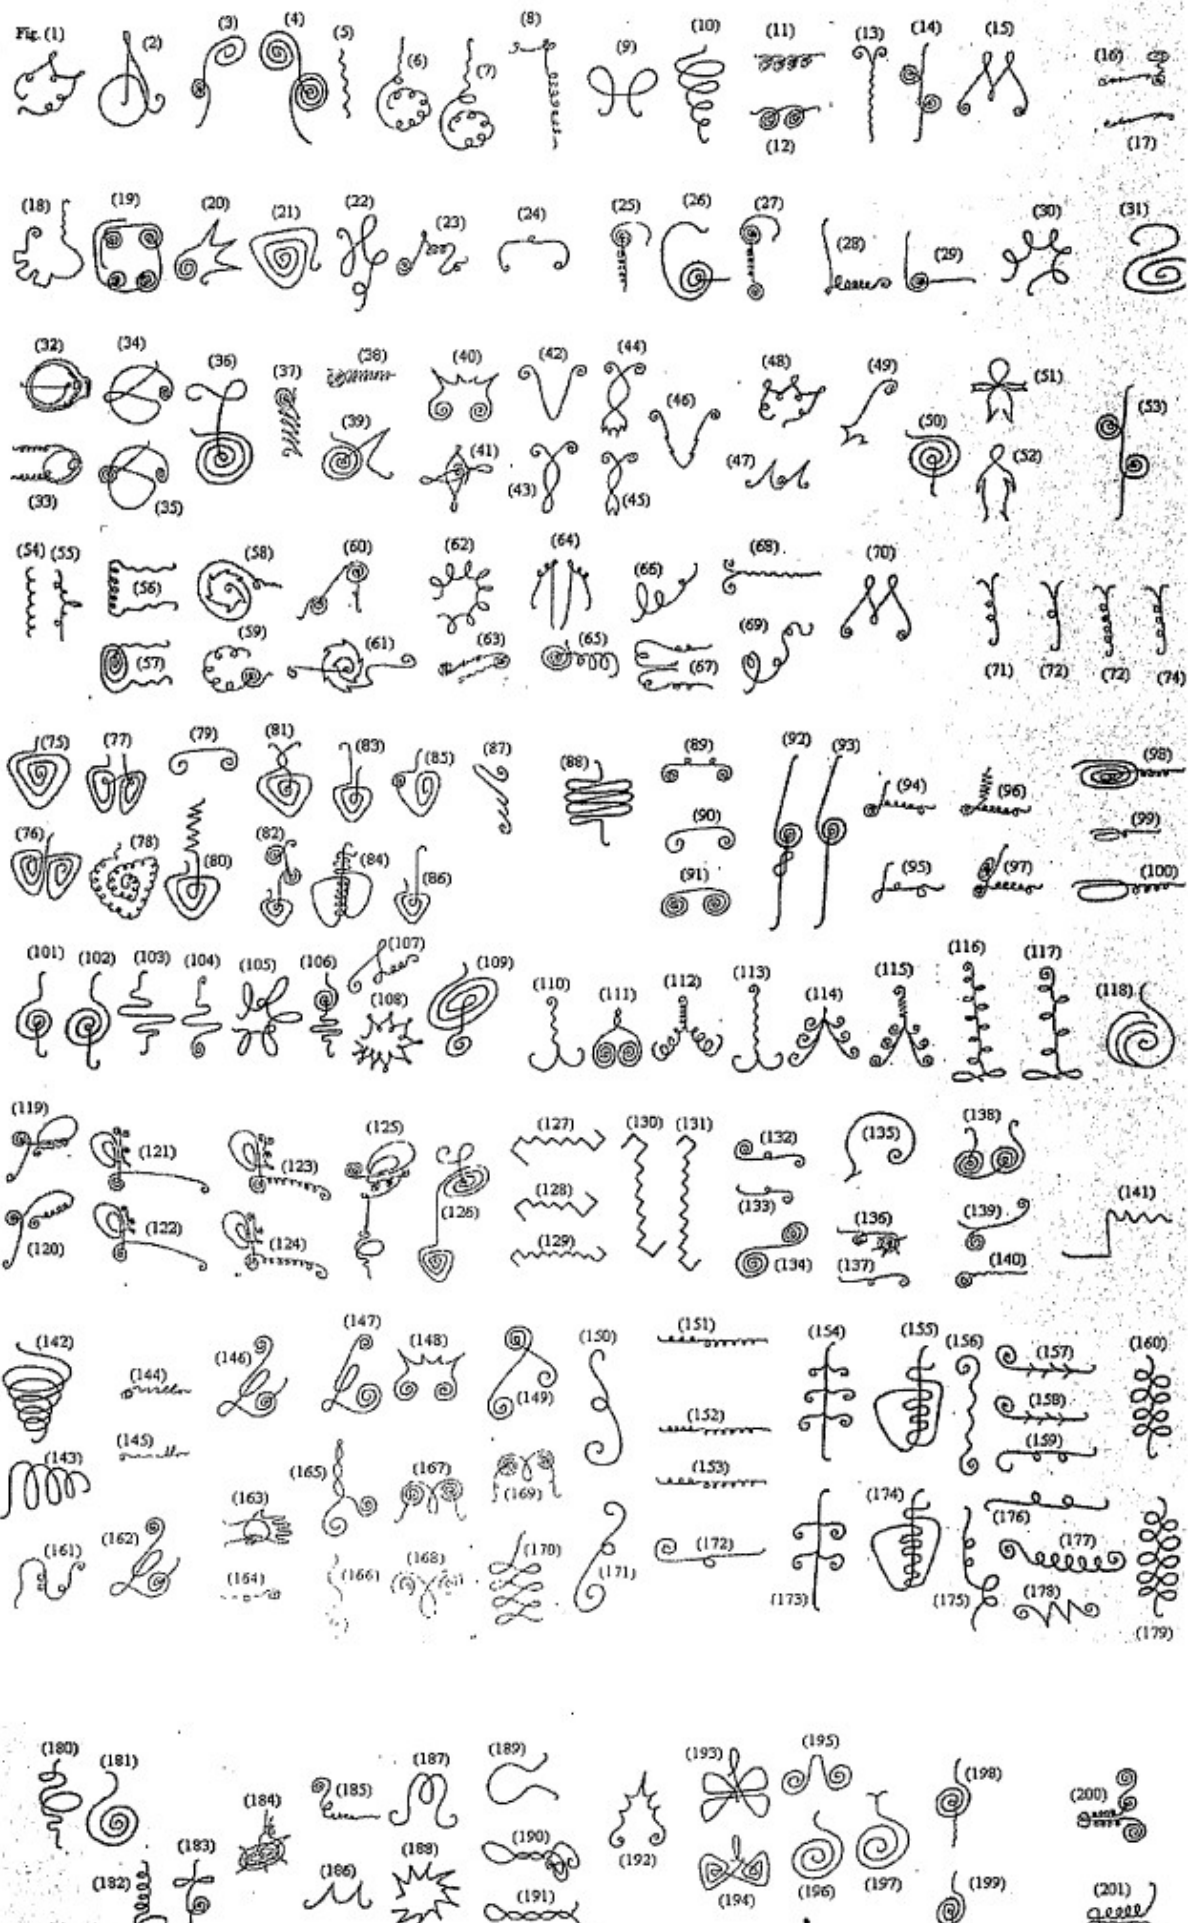 Fig. (1) (2) (3) (4) (5) (6) (7) (8) (9) (10) (11) (12) (13) (14) (15) (16) (17)
(18) (19) (20) (21) (22) (23) (24) (25) (26) (27) (28) (29) (30) (31)
(32) (34) (36) (37) (38) (40) (42) (44) (46) (48) (49) (51)
(33) (35) (39) (41) (43) (45) (47) (50) (52) (53)
(54) (55) (56) (58) (60) (62) (64) (66) (68) (70)
(57) (59) (61) (63) (65) (67) (69) (71) (72) (72) (74)
(75) (77) (79) (81) (83) (85) (87) (88) (89) (92) (93) (94) (96) (98)
(76) (78) (80) (82) (84) (86) (90) (91) (95) (97) (99) (100)
(101) (102) (103) (104) (105) (106) (107) (108) (109) (110) (111) (112) (113) (114) (115) (116) (117) (118)
(119) (121) (123) (125) (127) (130) (131) (132) (135) (138)
(120) (122) (124) (126) (128) (129) (133) (134) (136) (137) (139) (140) (141)
(142) (144) (146) (147) (148) (149) (150) (151) (154) (155) (156) (157) (160)
(143) (145) (152) (153) (158) (159)
(161) (162) (163) (164) (165) (166) (167) (168) (169) (170) (171) (172) (173) (174) (175) (176) (177) (178) (179)
(180) (181) (184) (185) (187) (189) (193) (195) (198) (200)
(182) (183) (186) (188) (190) (191) (192) (194) (196) (197) (199) (201)